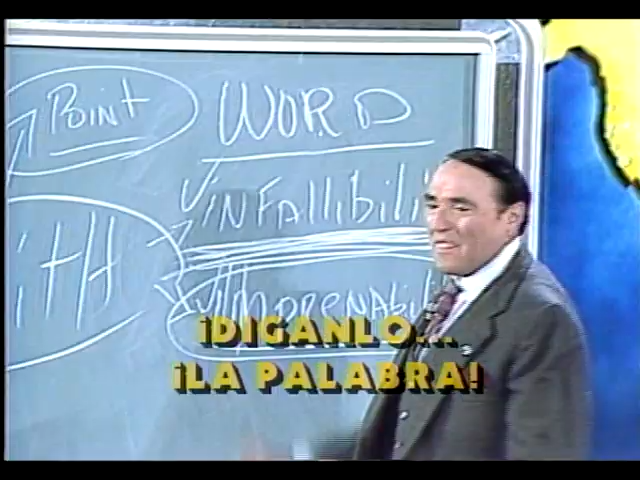 Point
WORD
INFAllibili
ith
¡DIGANLO...
¡LA PALABRA!